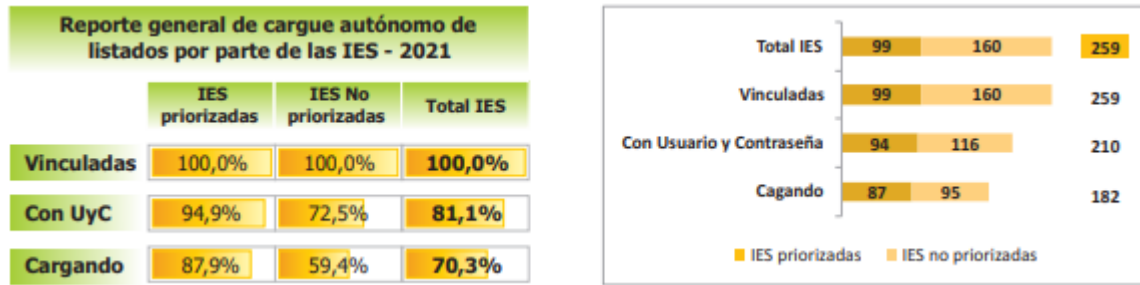 Reporte general de cargue autónomo de
listados por parte de las IES - 2021
IES
priorizadas
IES No
priorizadas
Total IES
Vinculadas 100,0% 100,0% 100,0%
Con UyC 94,9% 72,5% 81,1%
Cargando 87,9% 59,4% 70,3%
Total IES 99 160 259
Vinculadas 99 160 259
Con Usuario y Contraseña 94 116 210
Cagando 87 95 182
IES priorizadas IES no priorizadas